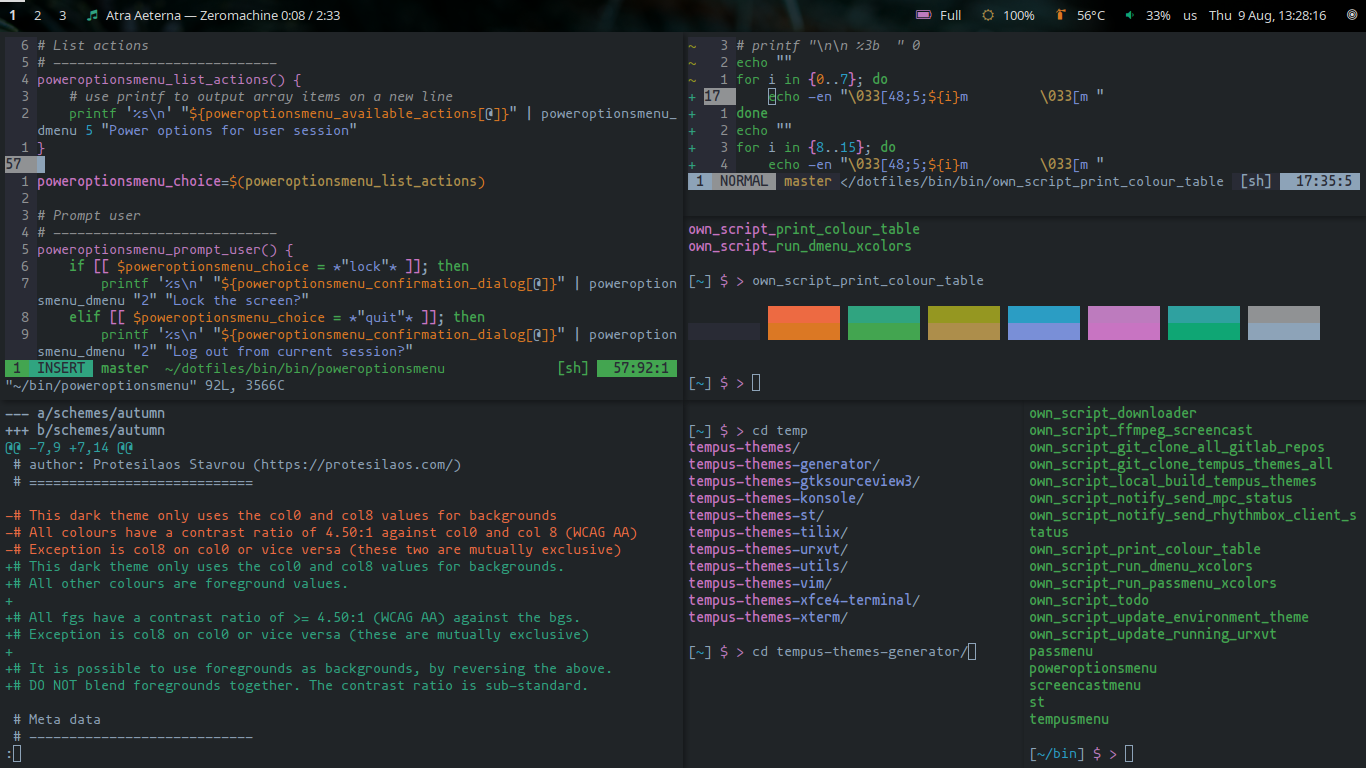 1 2 3 Atra Aeterna — Zeromachine 0:08 / 2:33 Full 100% 56°C 33% us Thu 9 Aug, 13:28:16
6 # List actions
5 # ----------------------------
4 poweroptionsmenu_list_actions() {
3     # use printf to output array items on a new line
2     printf '%s\n' "${poweroptionsmenu_available_actions[@]}" | poweroptionsmenu_
dmenu 5 "Power options for user session"
1 }
57
1 poweroptionsmenu_choice=$(poweroptionsmenu_list_actions)
2
3 # Prompt user
4 # ----------------------------
5 poweroptionsmenu_prompt_user() {
6     if [[ $poweroptionsmenu_choice = *"lock"* ]]; then
7         printf '%s\n' "${poweroptionsmenu_confirmation_dialog[@]}" | poweroption
smenu_dmenu "2" "Lock the screen?"
8     elif [[ $poweroptionsmenu_choice = *"quit"* ]]; then
9         printf '%s\n' "${poweroptionsmenu_confirmation_dialog[@]}" | poweroption
smenu_dmenu "2" "Log out from current session?"
1 INSERT master ~/dotfiles/bin/bin/poweroptionsmenu [sh] 57:92:1
"~/bin/poweroptionsmenu" 92L, 3566C
~ 3 # printf "\n\n %3b  " 0
~ 2 echo ""
~ 1 for i in {0..7}; do
+ 17     echo -en "\033[48;5;${i}m         \033[m "
+ 1 done
+ 2 echo ""
+ 3 for i in {8..15}; do
+ 4     echo -en "\033[48;5;${i}m         \033[m "
1 NORMAL master </dotfiles/bin/bin/own_script_print_colour_table [sh] 17:35:5
own_script_print_colour_table
own_script_run_dmenu_xcolors
[~] $ > own_script_print_colour_table
[~] $ >
--- a/schemes/autumn
+++ b/schemes/autumn
@@ -7,9 +7,14 @@
 # author: Protesilaos Stavrou (https://protesilaos.com/)
 # ============================
-# This dark theme only uses the col0 and col8 values for backgrounds
-# All colours have a contrast ratio of 4.50:1 against col0 and col 8 (WCAG AA)
-# Exception is col8 on col0 or vice versa (these two are mutually exclusive)
+# This dark theme only uses the col0 and col8 values for backgrounds.
+# All other colours are foreground values.
+
+# All fgs have a contrast ratio of >= 4.50:1 (WCAG AA) against the bgs.
+# Exception is col8 on col0 or vice versa (these are mutually exclusive)
+
+# It is possible to use foregrounds as backgrounds, by reversing the above.
+# DO NOT blend foregrounds together. The contrast ratio is sub-standard.
 # Meta data
 # ----------------------------
:
[~] $ > cd temp
tempus-themes/
tempus-themes-generator/
tempus-themes-gtksourceview3/
tempus-themes-konsole/
tempus-themes-st/
tempus-themes-tilix/
tempus-themes-urxvt/
tempus-themes-utils/
tempus-themes-vim/
tempus-themes-xfce4-terminal/
tempus-themes-xterm/
[~] $ > cd tempus-themes-generator/
own_script_downloader
own_script_ffmpeg_screencast
own_script_git_clone_all_gitlab_repos
own_script_git_clone_tempus_themes_all
own_script_local_build_tempus_themes
own_script_notify_send_mpc_status
own_script_notify_send_rhythmbox_client_s
tatus
own_script_print_colour_table
own_script_run_dmenu_xcolors
own_script_run_passmenu_xcolors
own_script_todo
own_script_update_environment_theme
own_script_update_running_urxvt
passmenu
poweroptionsmenu
screencastmenu
st
tempusmenu
[~/bin] $ >